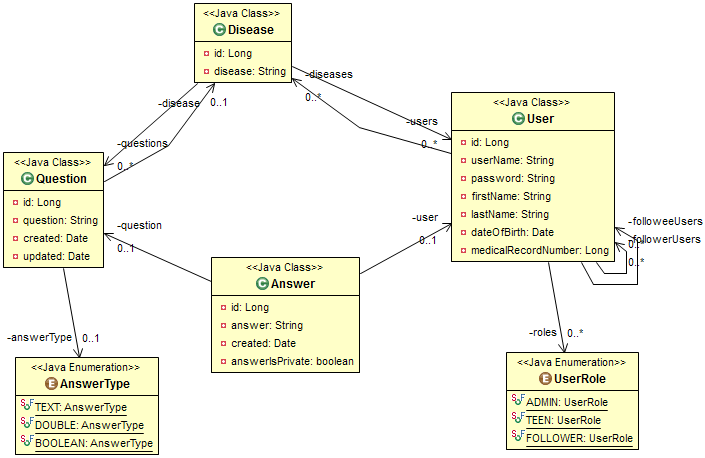 <<Java Class>>
Disease
id: Long
disease: String
-disease
0..1
-diseases
0..*
-questions
0..*
-users
0..*
<<Java Class>>
User
id: Long
userName: String
password: String
firstName: String
lastName: String
dateOfBirth: Date
medicalRecordNumber: Long
<<Java Class>>
Question
id: Long
question: String
created: Date
updated: Date
-question
0..1
-user
0..1
-followeeUsers
0..
-followerUsers
0..*
<<Java Class>>
Answer
id: Long
answer: String
created: Date
answerIsPrivate: boolean
-answerType
0..1
-roles
0..*
<<Java Enumeration>>
AnswerType
TEXT: AnswerType
DOUBLE: AnswerType
BOOLEAN: AnswerType
<<Java Enumeration>>
UserRole
ADMIN: UserRole
TEEN: UserRole
FOLLOWER: UserRole